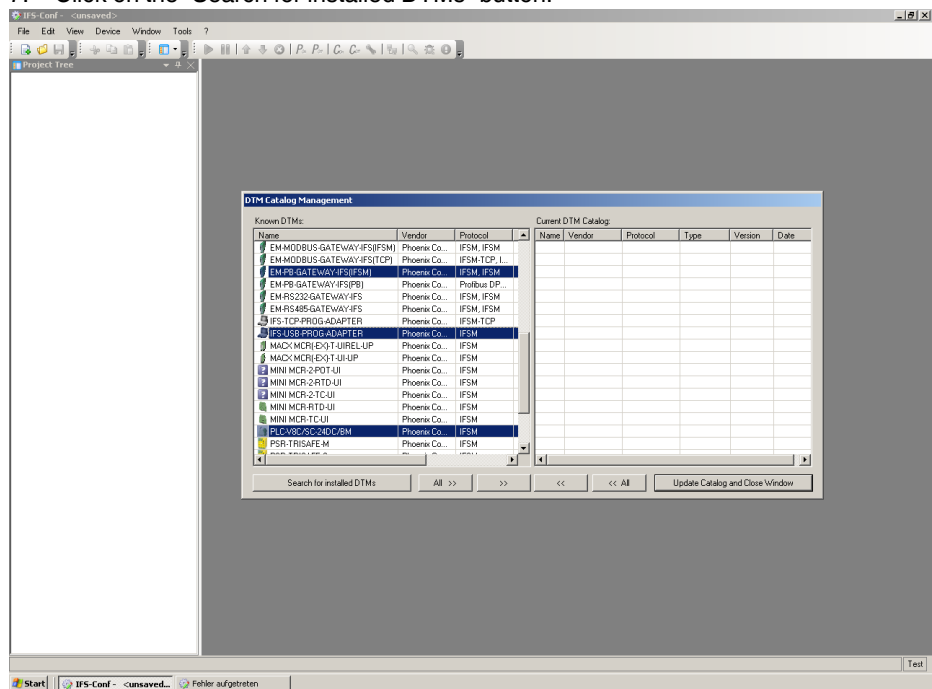 7. Click on the "Search for installed DTMs" button.
IFS-Conf - <unsaved>
File Edit View Device Window Tools ?
Project Tree
DTM Catalog Management
Known DTMs:
Current DTM Catalog:
Name Vendor Protocol
Name Vendor Protocol Type Version Date
EM-MODBUS-GATEWAY-IFS(IFSM) Phoenix Co... IFSM, IFSM
EM-MODBUS-GATEWAY-IFS(TCP) Phoenix Co... IFSM-TCP, I...
EM-PB-GATEWAY-IFS(IFSM) Phoenix Co... IFSM, IFSM
EM-PB-GATEWAY-IFS(PB) Phoenix Co... Profibus DP...
EM-RS232-GATEWAY-IFS Phoenix Co... IFSM, IFSM
EM-RS485-GATEWAY-IFS Phoenix Co... IFSM, IFSM
IFS-TCP-PROG-ADAPTER Phoenix Co... IFSM-TCP
IFS-USB-PROG-ADAPTER Phoenix Co... IFSM
MACX MCR(-EX)-T-UIREL-UP Phoenix Co... IFSM
MACX MCR(-EX)-T-UI-UP Phoenix Co... IFSM
MINI MCR-2-POT-UI Phoenix Co... IFSM
MINI MCR-2-RTD-UI Phoenix Co... IFSM
MINI MCR-2-TC-UI Phoenix Co... IFSM
MINI MCR-RTD-UI Phoenix Co... IFSM
MINI MCR-TC-UI Phoenix Co... IFSM
PLC-V8C/SC-24DC/BM Phoenix Co... IFSM
PSR-TRISAFE-M Phoenix Co... IFSM
Search for installed DTMs All >> >> << << All Update Catalog and Close Window
Test
Start IFS-Conf - <unsaved... Fehler aufgetreten